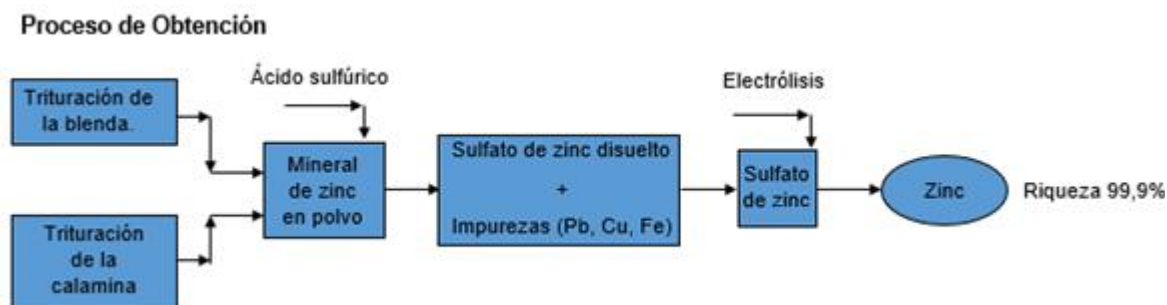 Proceso de Obtención
Ácido sulfúrico
Electrólisis
Trituración de
la blenda.
Mineral
de zinc
en polvo
Sulfato de zinc disuelto
+
Impurezas (Pb, Cu, Fe)
Sulfato
de zinc
Zinc
Riqueza 99,9%
Trituración
de la
calamina